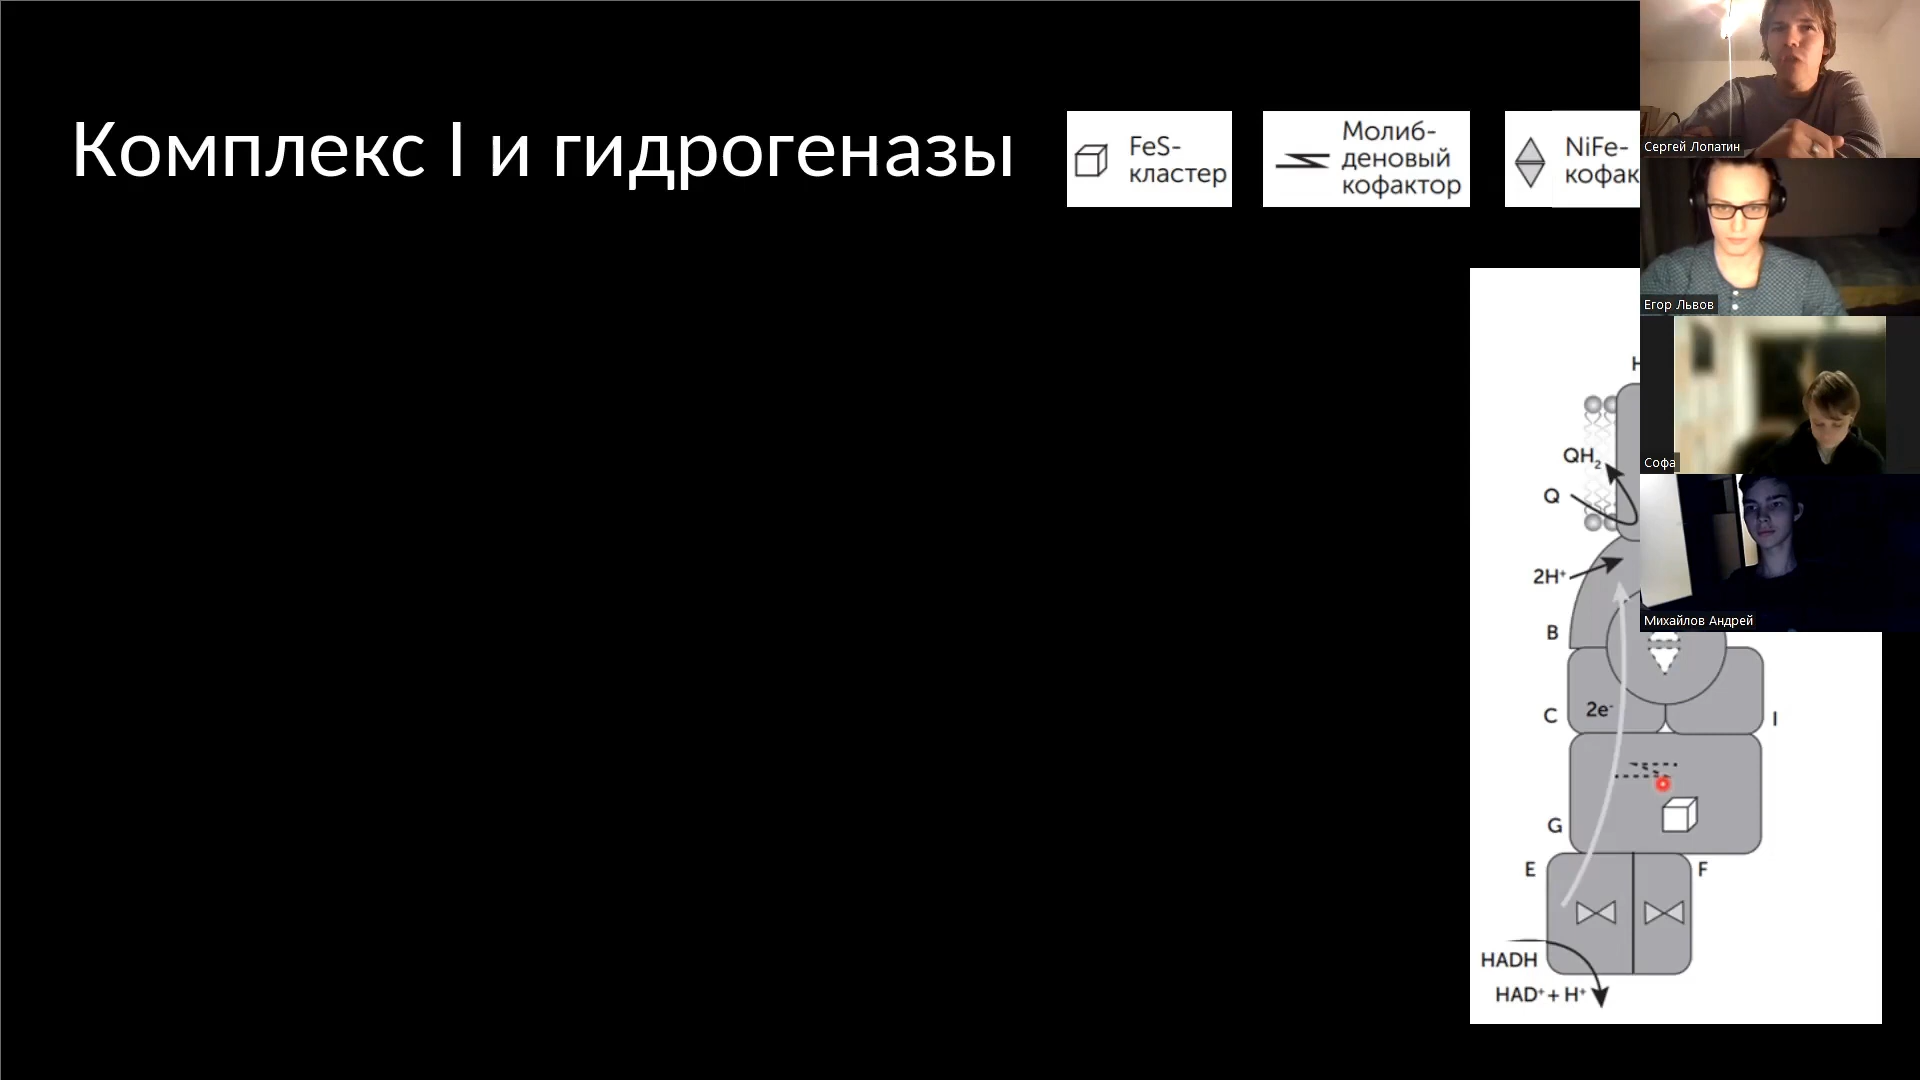 Комплекс I и гидрогеназы
FeS-
кластер
Молиб-
деновый
кофактор
NiFe-
кофак
Сергей Лопатин
Егор Львов
Софа
Михайлов Андрей
H
QH2
Q
2H+
B
C
2e-
I
G
E
F
HADH
HAD+ + H+